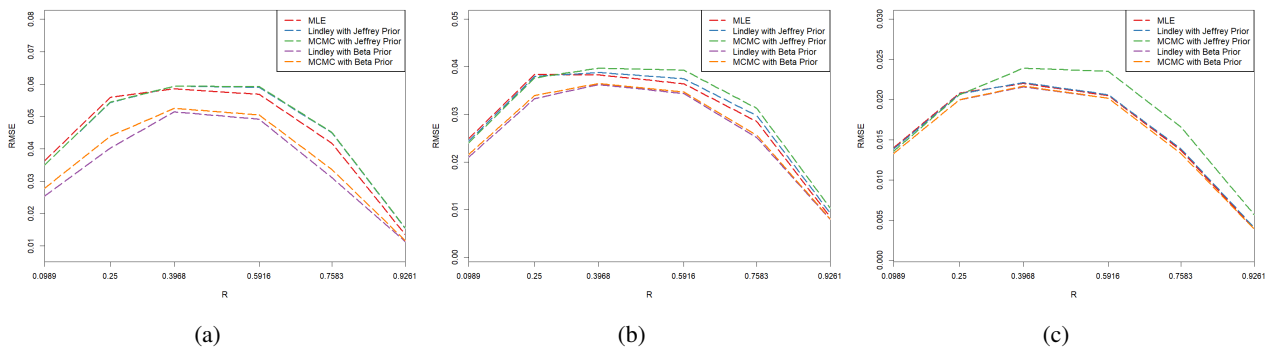 MLE
Lindley with Jeffrey Prior
MCMC with Jeffrey Prior
Lindley with Beta Prior
MCMC with Beta Prior
RMSE
0.08
0.07
0.06
0.05
0.04
0.03
0.02
0.01
0.0989
0.25
0.3968
0.5916
0.7583
0.9261
R
(a)
MLE
Lindley with Jeffrey Prior
MCMC with Jeffrey Prior
Lindley with Beta Prior
MCMC with Beta Prior
RMSE
0.05
0.04
0.03
0.02
0.01
0.00
0.0989
0.25
0.3968
0.5916
0.7583
0.9261
R
(b)
MLE
Lindley with Jeffrey Prior
MCMC with Jeffrey Prior
Lindley with Beta Prior
MCMC with Beta Prior
RMSE
0.030
0.025
0.020
0.015
0.010
0.005
0.000
0.0989
0.25
0.3968
0.5916
0.7583
0.9261
R
(c)